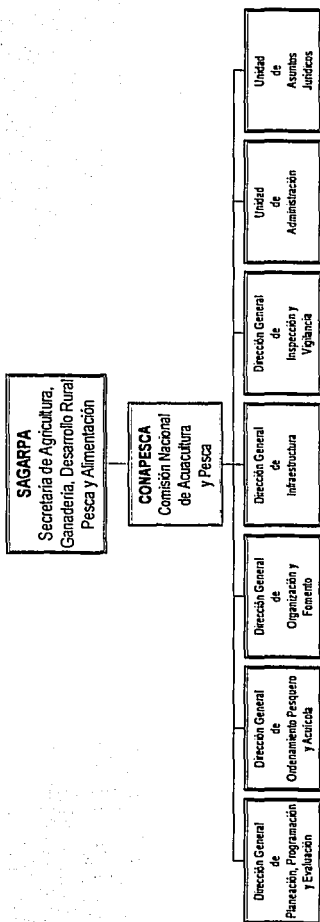 SAGARPA
Secretaría de Agricultura,
Ganadería, Desarrollo Rural
Pesca y Alimentación
CONAPESCA
Comisión Nacional
de Acuacultura
y Pesca
Dirección General
de
Planeación, Programación
y Evaluación
Dirección General
de
Ordenamiento Pesquero
y Acuícola
Dirección General
de
Organización y
Fomento
Dirección General
de
Infraestructura
Dirección General
de
Inspección y
Vigilancia
Unidad
de
Administración
Unidad
de
Asuntos
Jurídicos